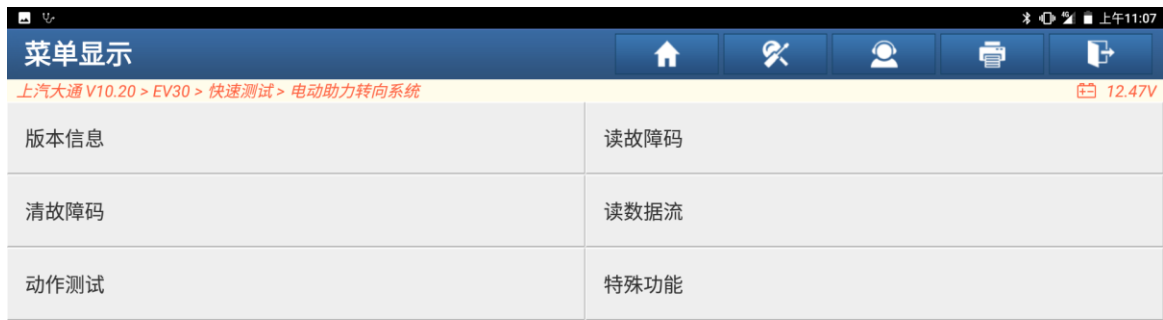 4G 上午11:07
菜单显示
上汽大通 V10.20 > EV30 > 快速测试 > 电动助力转向系统 12.47V
版本信息 读故障码
清故障码 读数据流
动作测试 特殊功能